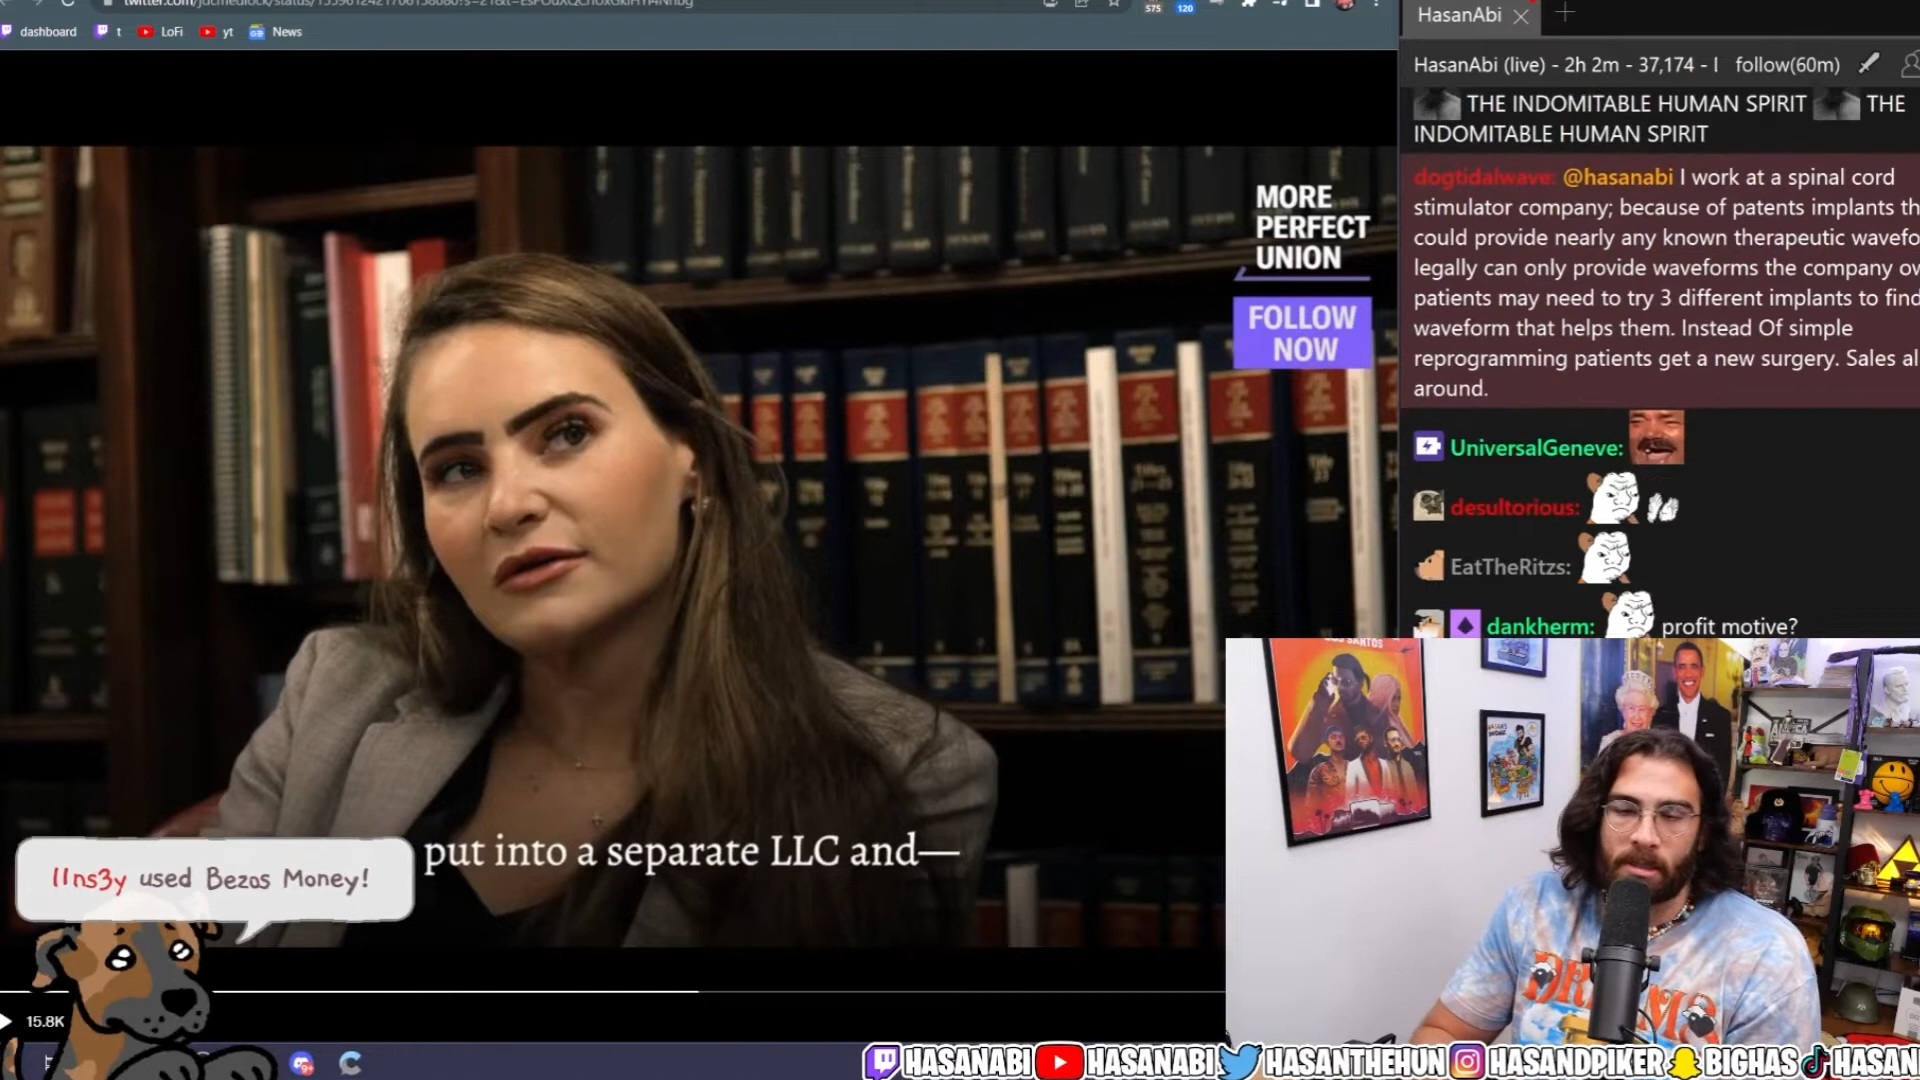 dashboard
t
LoFi
yt
News
575
120
MORE
PERFECT
UNION
FOLLOW
NOW
put into a separate LLC and—
llns3y used Bezos Money!
15.8K
HasanAbi
HasanAbi (live) - 2h 2m - 37,174 - l
follow(60m)
THE INDOMITABLE HUMAN SPIRIT THE
INDOMITABLE HUMAN SPIRIT
dogtidalwave: @hasanabi I work at a spinal cord
stimulator company; because of patents implants th
could provide nearly any known therapeutic wavefo
legally can only provide waveforms the company ow
patients may need to try 3 different implants to find
waveform that helps them. Instead Of simple
reprogramming patients get a new surgery. Sales al
around.
UniversalGeneve:
desultorious:
EatTheRitzs:
dankherm: profit motive?
HASANABI HASANABI HASANTHEHUN HASANDPIKER BIGHAS HASAN